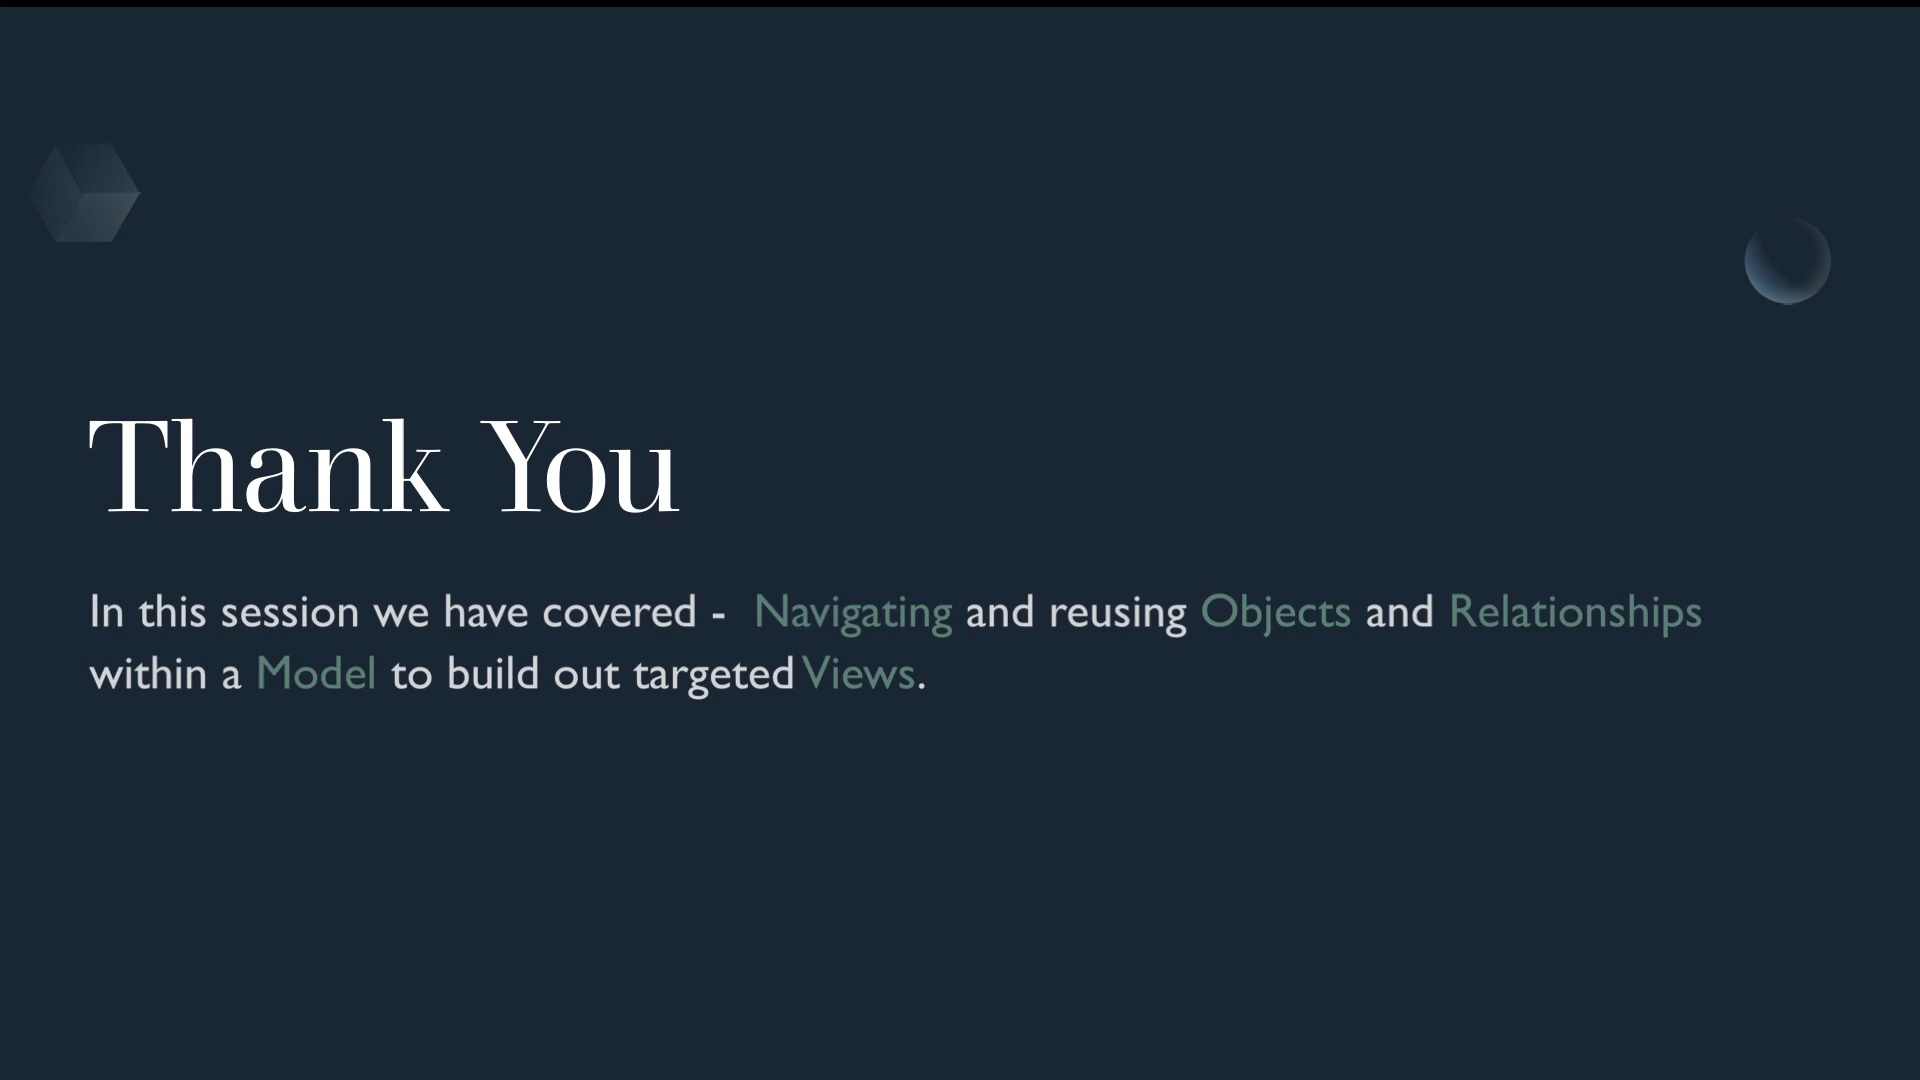 Thank You
In this session we have covered - Navigating and reusing Objects and Relationships
within a Model to build out targeted Views.